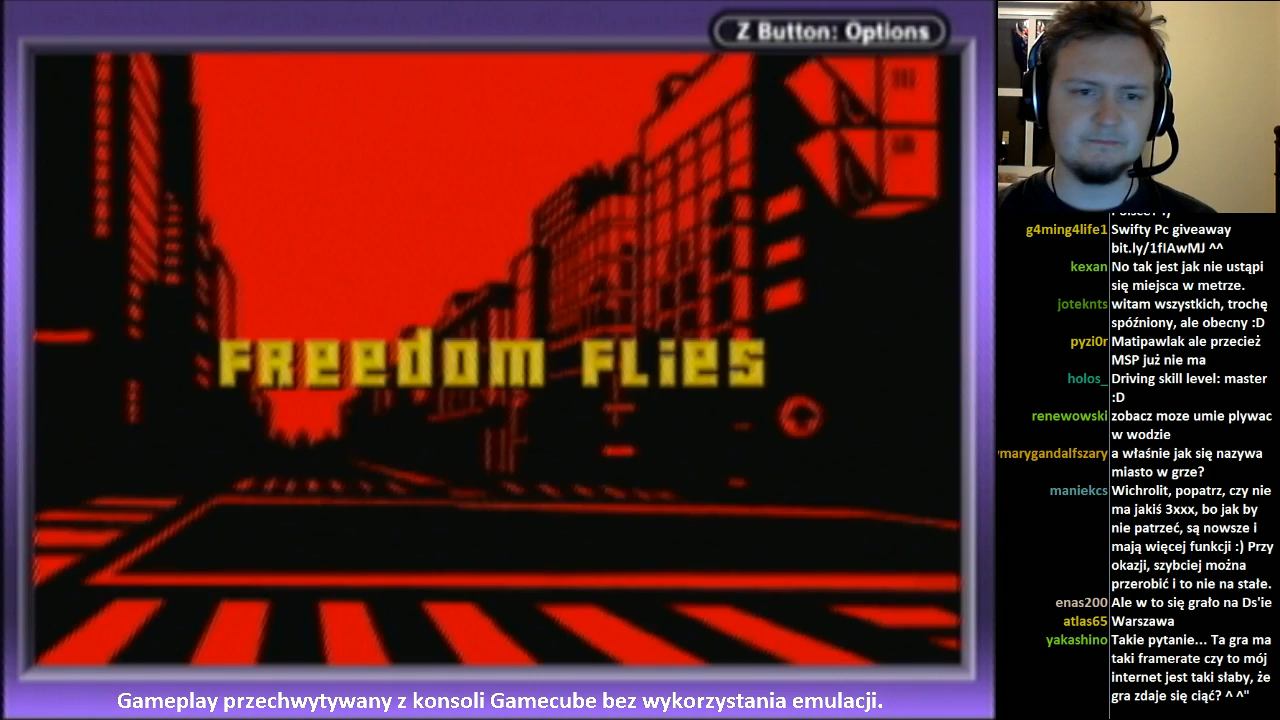 Z Button: Options
FREEDOM FLIES
Gameplay przechwytywany z konsoli Gamecube bez wykorzystania emulacji.
g4ming4life1 Swifty Pc giveaway
bit.ly/1fIAwMJ ^^
kexan No tak jest jak nie ustąpi
się miejsca w metrze.
joteknts witam wszystkich, trochę
spóźniony, ale obecny :D
pyzi0r Matipawlak ale przecież
MSP już nie ma
holos_ Driving skill level: master
:D
renewowski zobacz moze umie plywac
w wodzie
marygandalfszary a właśnie jak się nazywa
miasto w grze?
maniekcs Wichrolit, popatrz, czy nie
ma jakiś 3xxx, bo jak by
nie patrzeć, są nowsze i
mają więcej funkcji :) Przy
okazji, szybciej można
przerobić i to nie na stałe.
enas200 Ale w to się grało na Ds'ie
atlas65 Warszawa
yakashino Takie pytanie... Ta gra ma
taki framerate czy to mój
internet jest taki słaby, że
gra zdaje się ciąć? ^ ^"